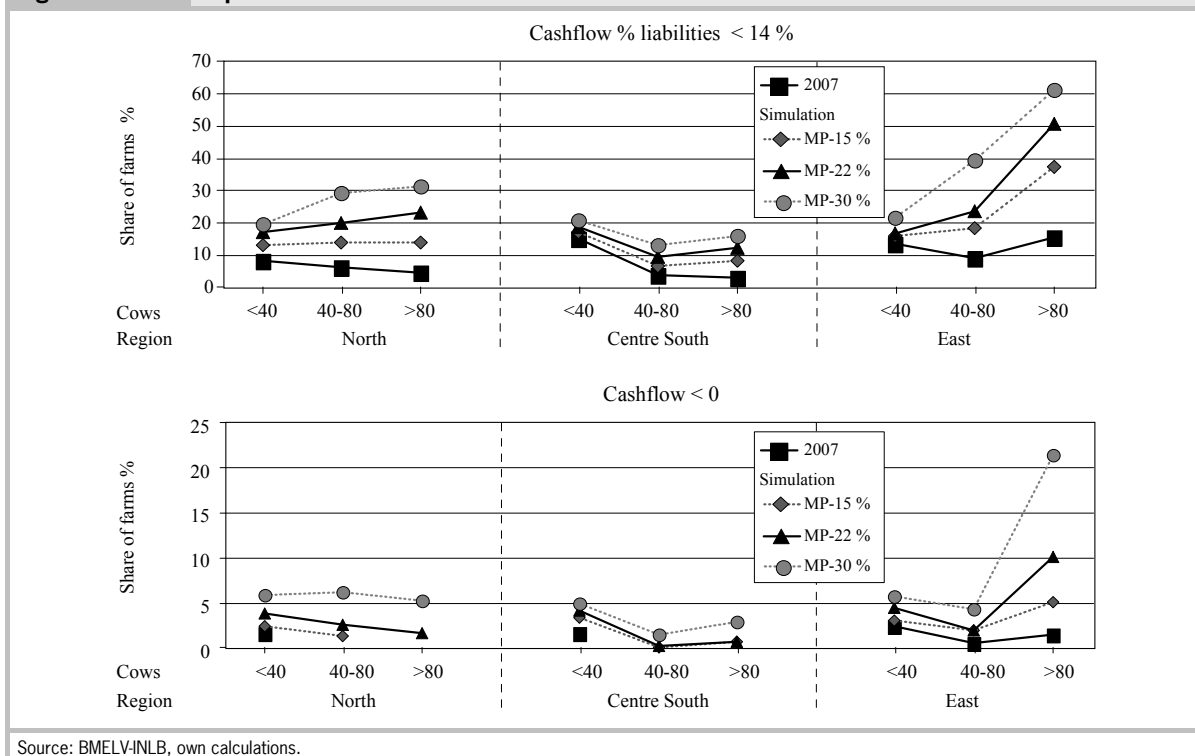 Cashflow % liabilities < 14 %
Share of farms %
70
60
50
40
30
20
10
0
2007
Simulation
MP-15 %
MP-22 %
MP-30 %
Cows <40 40-80 >80 <40 40-80 >80 <40 40-80 >80
Region North Centre South East
Cashflow < 0
Share of farms %
25
20
15
10
5
0
2007
Simulation
MP-15 %
MP-22 %
MP-30 %
Cows <40 40-80 >80 <40 40-80 >80 <40 40-80 >80
Region North Centre South East
Source: BMELV-INLB, own calculations.